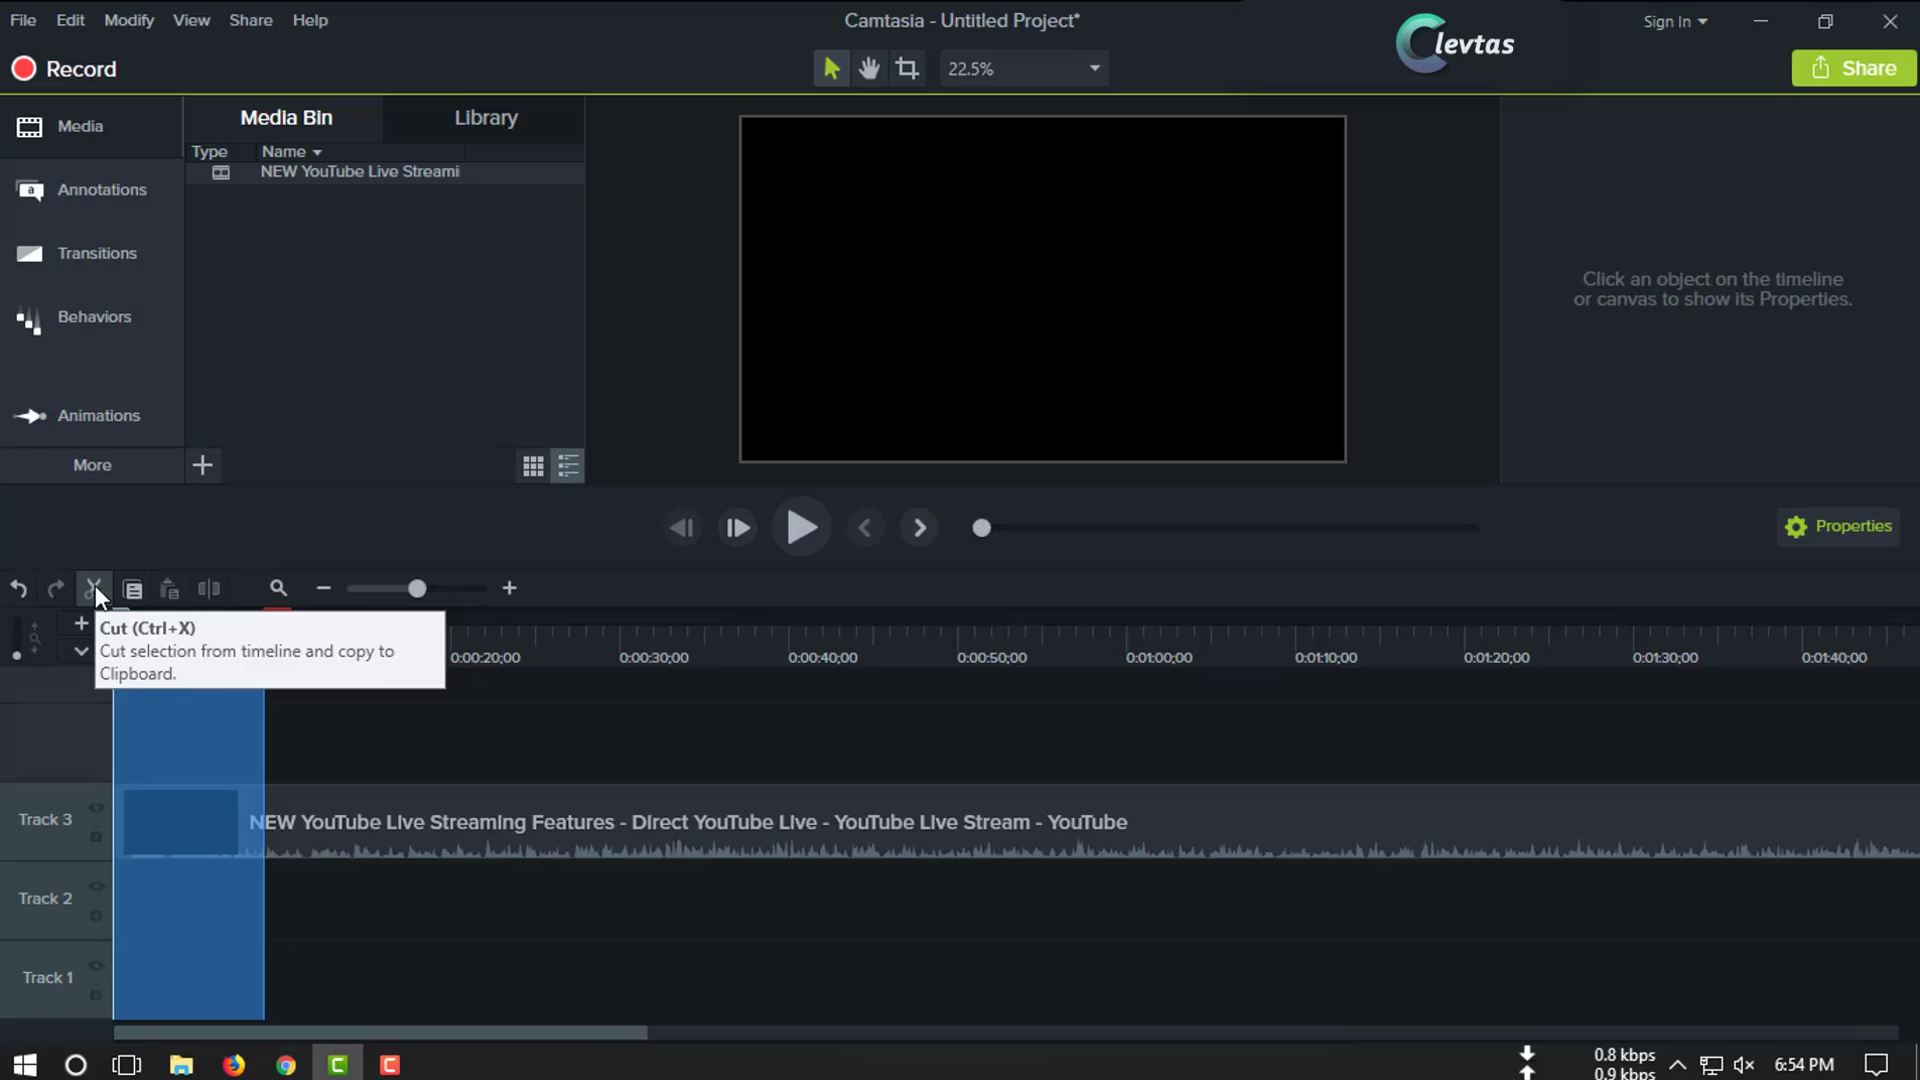 File Edit Modify View Share Help
Camtasia - Untitled Project*
Clevtas
Sign In
Record
22.5%
Share
Media
Media Bin
Library
Type
Name
NEW YouTube Live Streami
Annotations
Transitions
Behaviors
Animations
More
Click an object on the timeline
or canvas to show its Properties.
Properties
Cut (Ctrl+X)
Cut selection from timeline and copy to
Clipboard.
0:00:20;00 0:00:30;00 0:00:40;00 0:00:50;00 0:01:00;00 0:01:10;00 0:01:20;00 0:01:30;00 0:01:40;00
Track 3
NEW YouTube Live Streaming Features - Direct YouTube Live - YouTube Live Stream - YouTube
Track 2
Track 1
0.8 kbps
0.9 kbps
6:54 PM